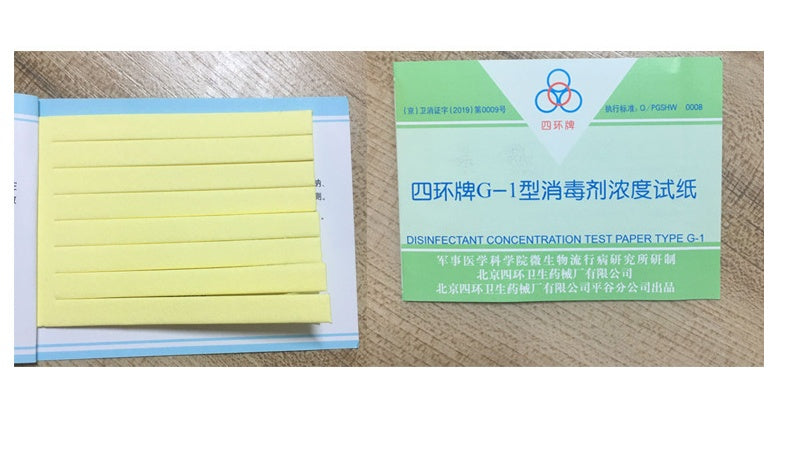 纳、
剂。
(京)卫消证字(2019)第0009号
执行标准:Q/PGSHW 0008
四环牌
四环牌G-1型消毒剂浓度试纸
DISINFECTANT CONCENTRATION TEST PAPER TYPE G-1
军事医学科学院微生物流行病研究所研制
北京四环卫生药械厂有限公司
北京四环卫生药械厂有限公司平谷分公司出品